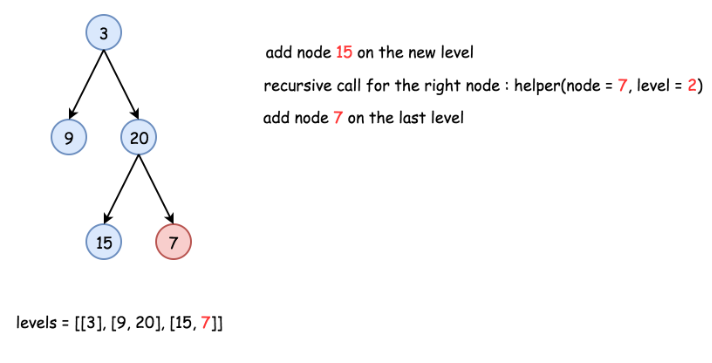 3
add node 15 on the new level
recursive call for the right node : helper(node = 7, level = 2)
add node 7 on the last level
9
20
15
7
levels = [[3], [9, 20], [15, 7]]